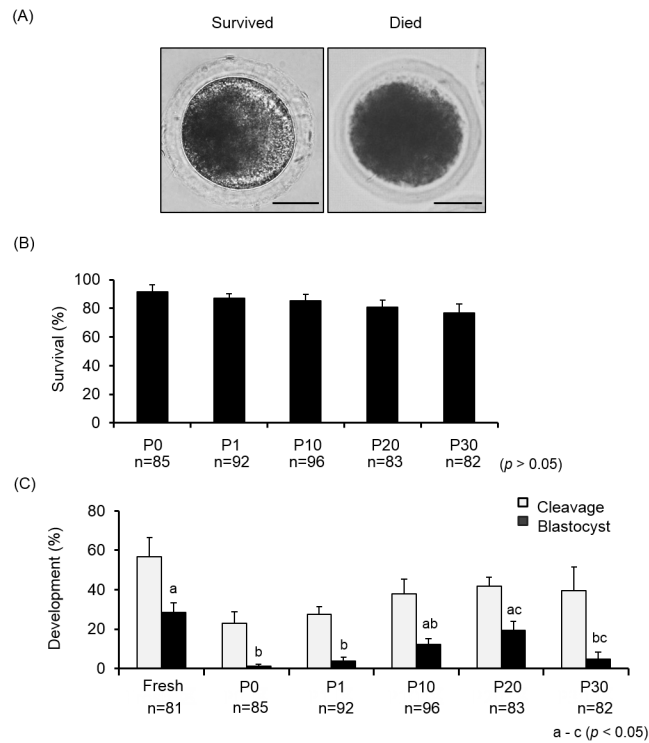 (A)
Survived Died
(B)
100
80
60
40
20
0
Survival (%)
P0 P1 P10 P20 P30
n=85 n=92 n=96 n=83 n=82 (p > 0.05)
(C)
Cleavage
Blastocyst
80
60
40
20
0
Development (%)
a b b ab ac bc
Fresh P0 P1 P10 P20 P30
n=81 n=85 n=92 n=96 n=83 n=82
a - c (p < 0.05)